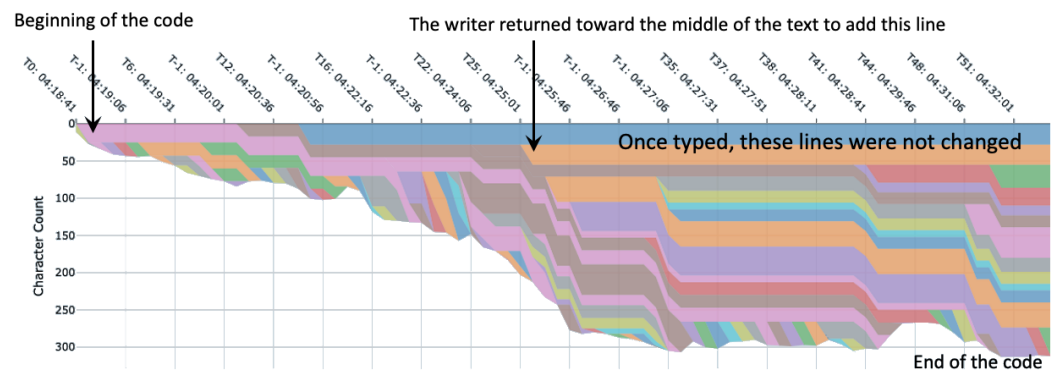 Beginning of the code
The writer returned toward the middle of the text to add this line
T0: 04:18:41
T-1: 04:19:06
T6: 04:19:31
T-1: 04:20:01
T12: 04:20:36
T-1: 04:20:56
T16: 04:22:16
T-1: 04:22:36
T22: 04:24:06
T25: 04:25:01
T-1: 04:25:46
T-1: 04:26:46
T-1: 04:27:06
T35: 04:27:31
T37: 04:27:51
T38: 04:28:11
T41: 04:28:41
T44: 04:29:46
T48: 04:31:06
T51: 04:32:01
0
Once typed, these lines were not changed
50
100
150
200
250
300
Character Count
End of the code